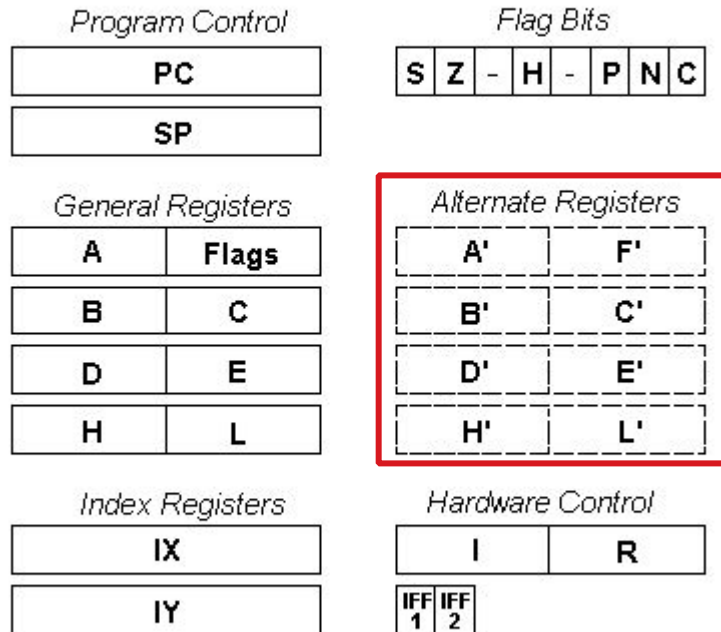 Program Control
PC
SP
Flag Bits
S Z - H - P N C
General Registers
A Flags
B C
D E
H L
Alternate Registers
A' F'
B' C'
D' E'
H' L'
Index Registers
IX
IY
Hardware Control
I R
IFF IFF
1 2